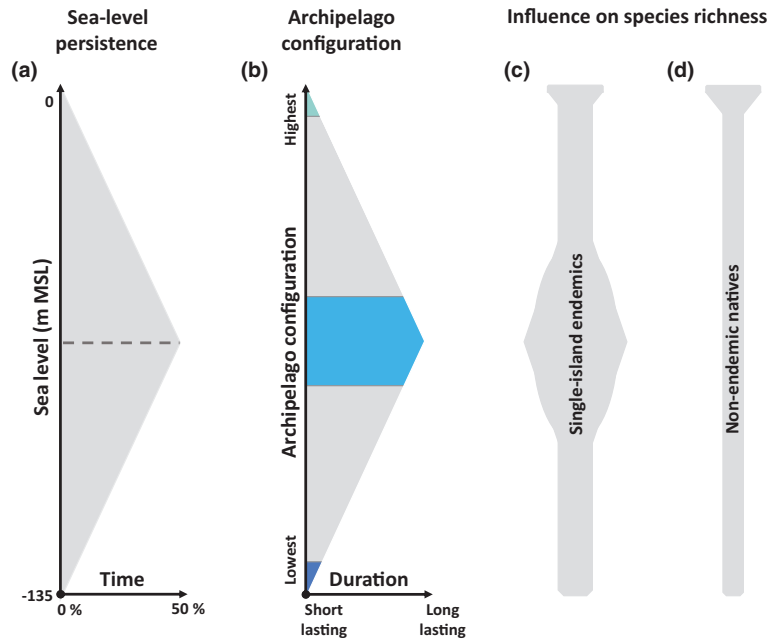 Sea-level
persistence
Archipelago
configuration
Influence on species richness
(a)
(b)
(c)
(d)
0
Sea level (m MSL)
-135
Time
0 %
50 %
Highest
Archipelago configuration
Lowest
Duration
Short
lasting
Long
lasting
Single-island endemics
Non-endemic natives